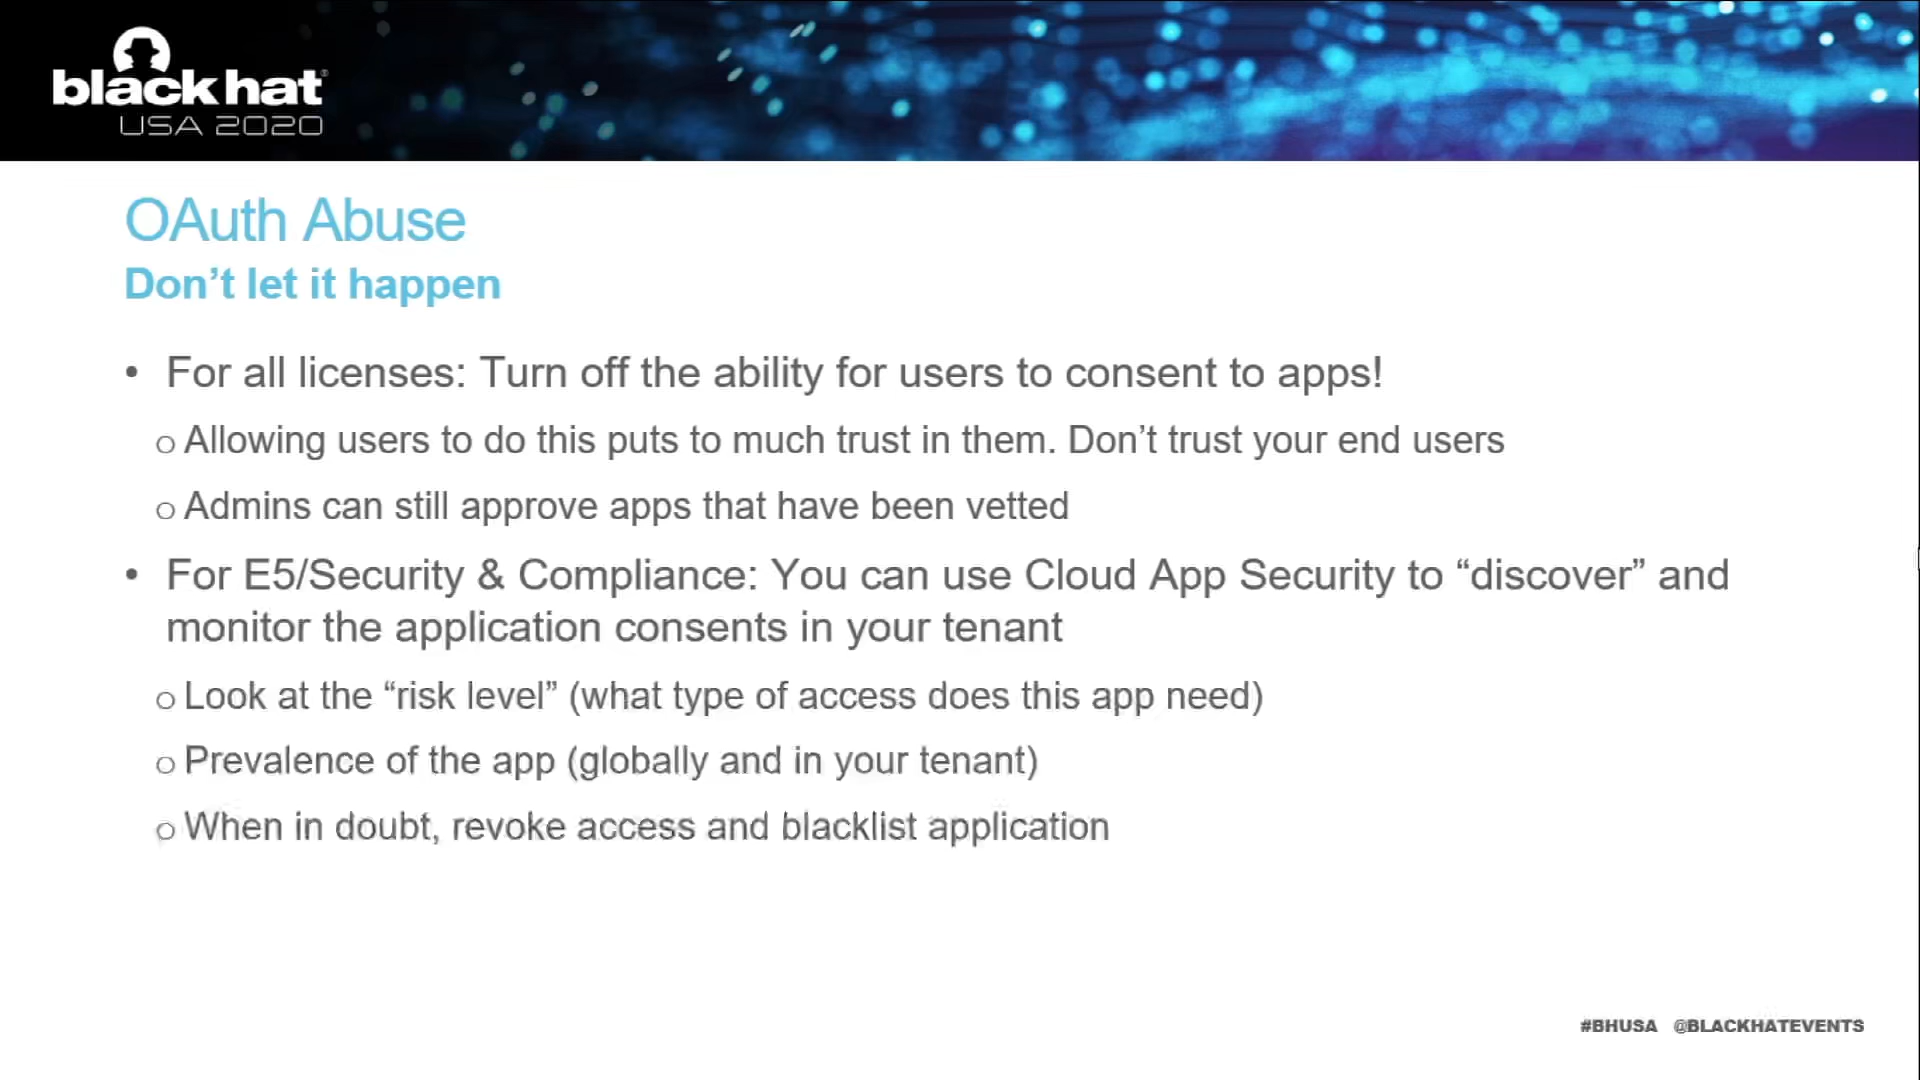 black hat
USA 2020
OAuth Abuse
Don’t let it happen
• For all licenses: Turn off the ability for users to consent to apps!
o Allowing users to do this puts to much trust in them. Don’t trust your end users
o Admins can still approve apps that have been vetted
• For E5/Security & Compliance: You can use Cloud App Security to “discover” and
monitor the application consents in your tenant
o Look at the “risk level” (what type of access does this app need)
o Prevalence of the app (globally and in your tenant)
o When in doubt, revoke access and blacklist application
#BHUSA @BLACKHATEVENTS